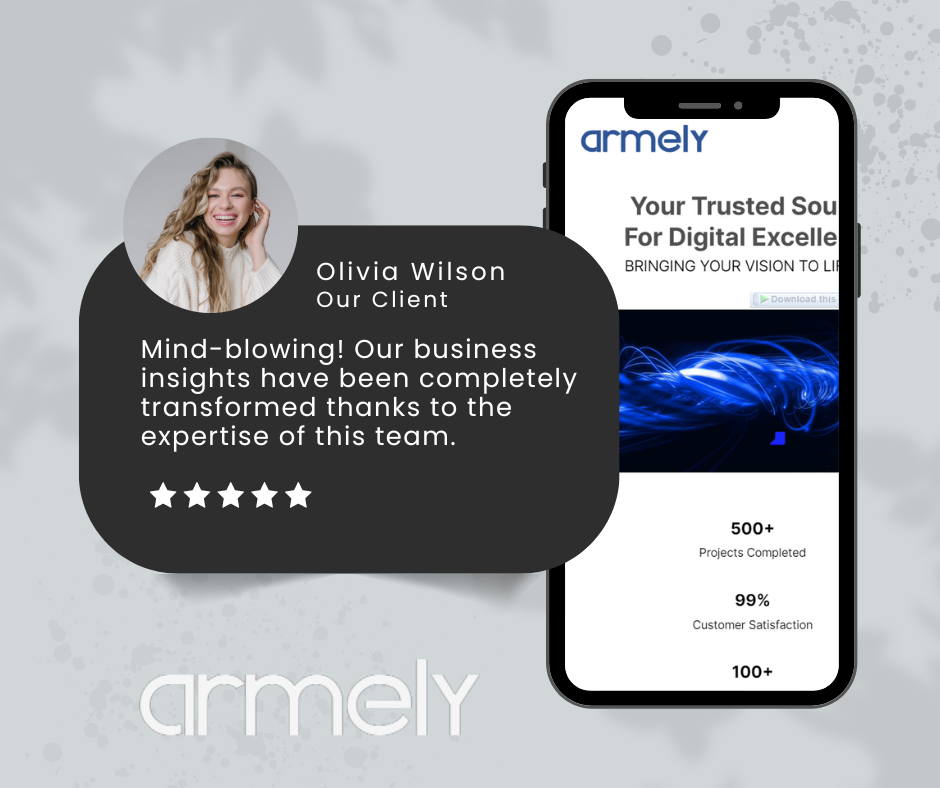 Olivia Wilson
Our Client
Mind-blowing! Our business
insights have been completely
transformed thanks to the
expertise of this team.
armely
armely
Your Trusted Sou
For Digital Excelle
BRINGING YOUR VISION TO LI
Download this
500+
Projects Completed
99%
Customer Satisfaction
100+